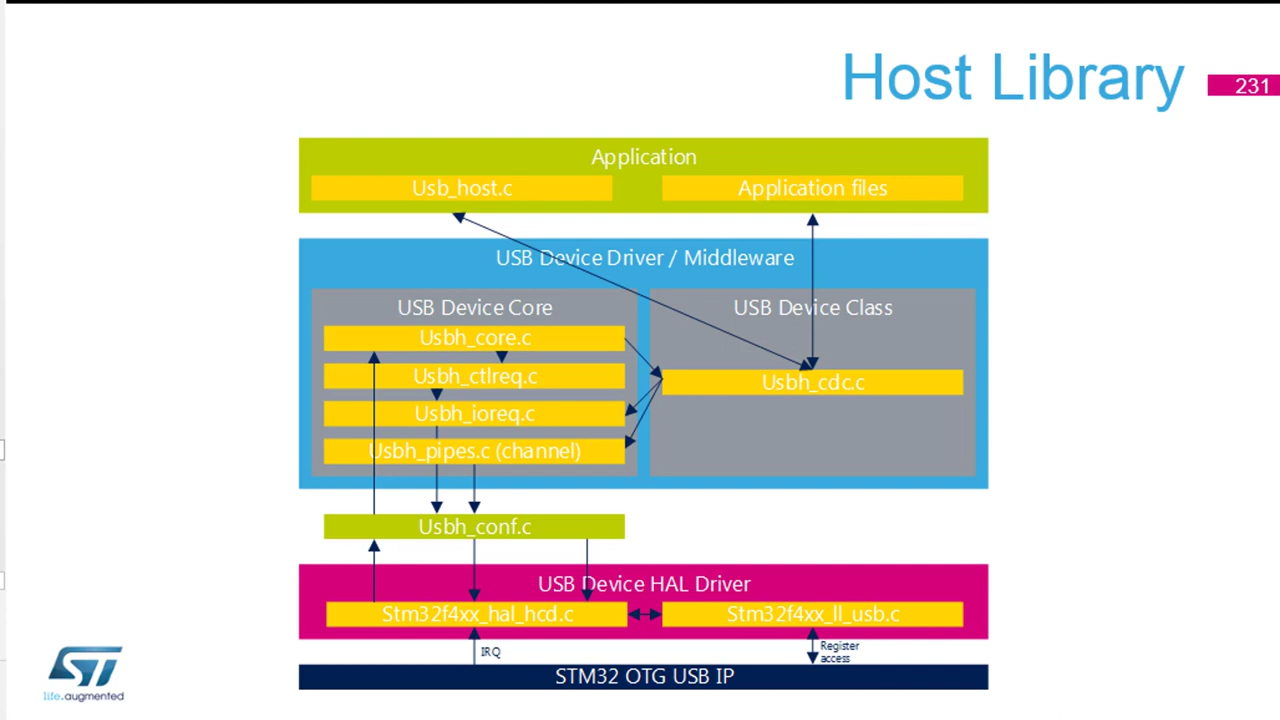 Host Library
231
Application
Usb_host.c
Application files
USB Device Driver / Middleware
USB Device Core
USB Device Class
Usbh_core.c
Usbh_ctlreq.c
Usbh_cdc.c
Usbh_ioreq.c
Usbh_pipes.c (channel)
Usbh_conf.c
USB Device HAL Driver
Stm32f4xx_hal_hcd.c
Stm32f4xx_ll_usb.c
IRQ
Register
access
STM32 OTG USB IP
ST
life.augmented